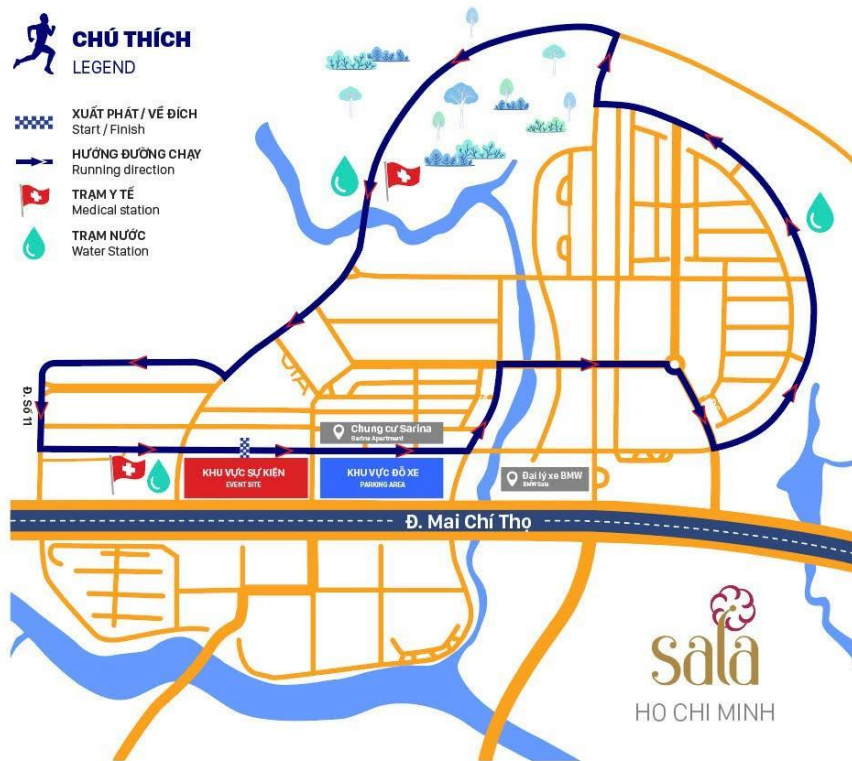 CHÚ THÍCH
LEGEND
XUẤT PHÁT / VỀ ĐÍCH
Start / Finish
HƯỚNG ĐƯỜNG CHẠY
Running direction
TRẠM Y TẾ
Medical station
TRẠM NƯỚC
Water Station
Đ. Số 11
Chung cư Sarina
Sarina Apartment
KHU VỰC SỰ KIỆN
EVENT SITE
KHU VỰC ĐỖ XE
PARKING AREA
Đại lý xe BMW
BMW Sala
Đ. Mai Chí Thọ
sala
HO CHI MINH